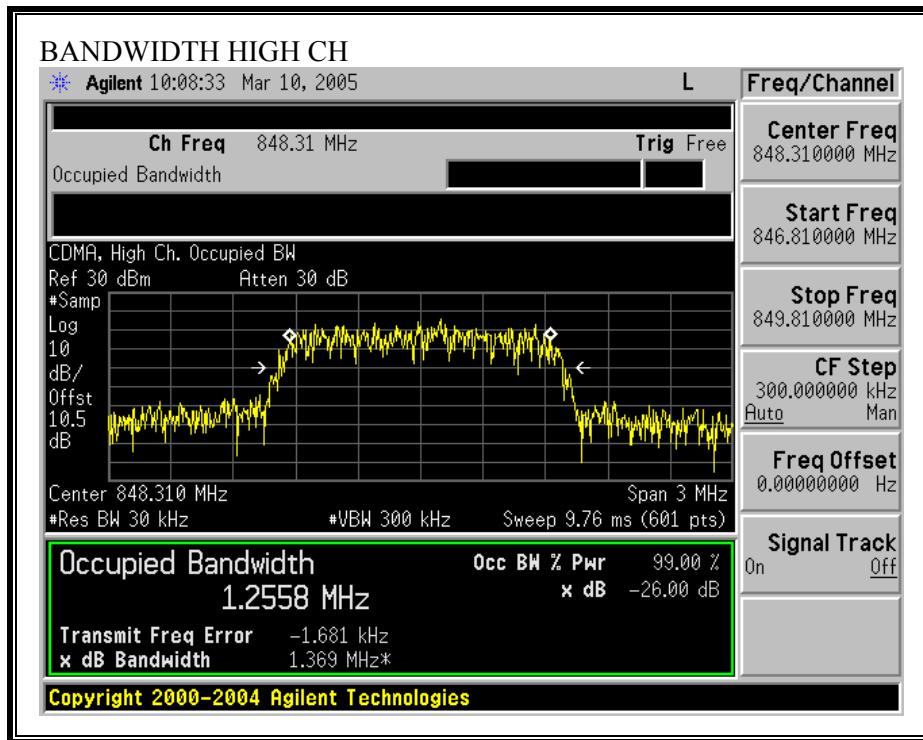 BANDWIDTH HIGH CH
Agilent 10:08:33 Mar 10, 2005 L Freq/Channel
Ch Freq 848.31 MHz Trig Free
Occupied Bandwidth
CDMA, High Ch. Occupied BW
Ref 30 dBm Atten 30 dB
#Samp
Log
10
dB/
Offst
10.5
dB
Center 848.310 MHz Span 3 MHz
#Res BW 30 kHz #VBW 300 kHz Sweep 9.76 ms (601 pts)
Occupied Bandwidth Occ BW % Pwr 99.00 %
1.2558 MHz x dB -26.00 dB
Transmit Freq Error -1.681 kHz
x dB Bandwidth 1.369 MHz*
Copyright 2000-2004 Agilent Technologies
Center Freq
848.310000 MHz
Start Freq
846.810000 MHz
Stop Freq
849.810000 MHz
CF Step
300.000000 kHz
Auto Man
Freq Offset
0.00000000 Hz
Signal Track
On Off